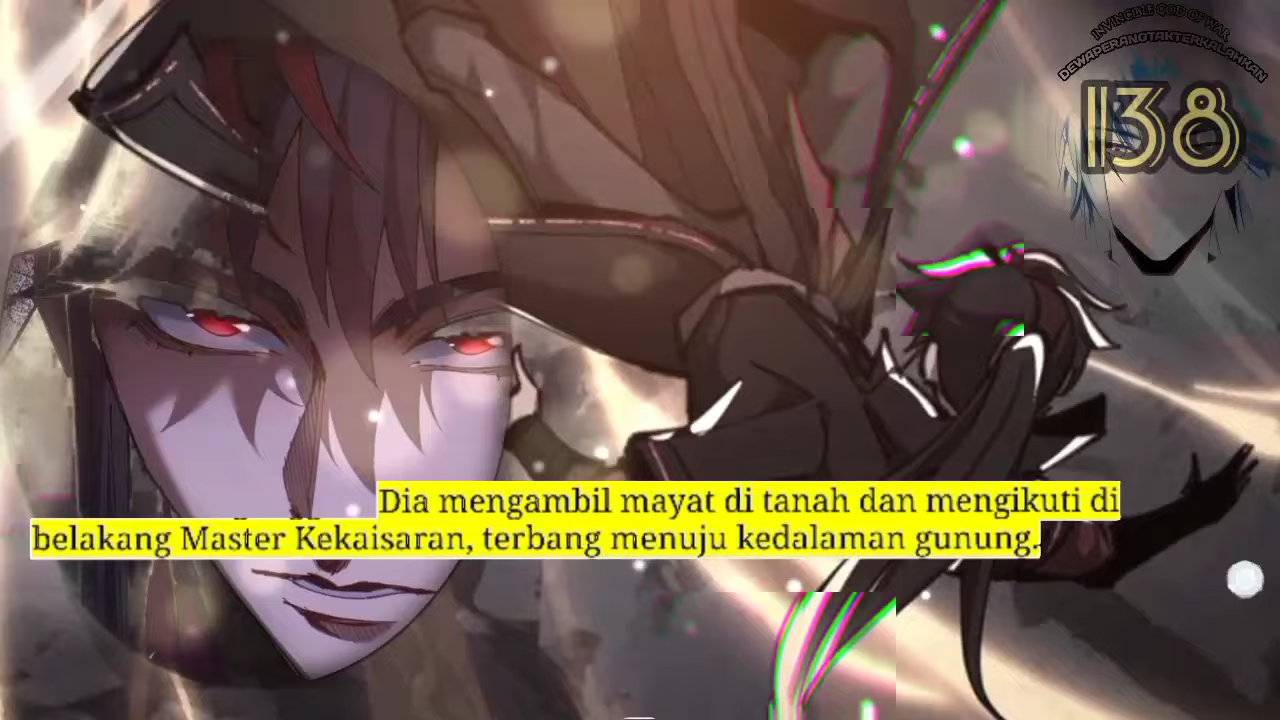 INVINCIBLE GOD OF WAR
DEWAPERANGTAKTERKALAHKAN
138
Dia mengambil mayat di tanah dan mengikuti di
belakang Master Kekaisaran, terbang menuju kedalaman gunung.